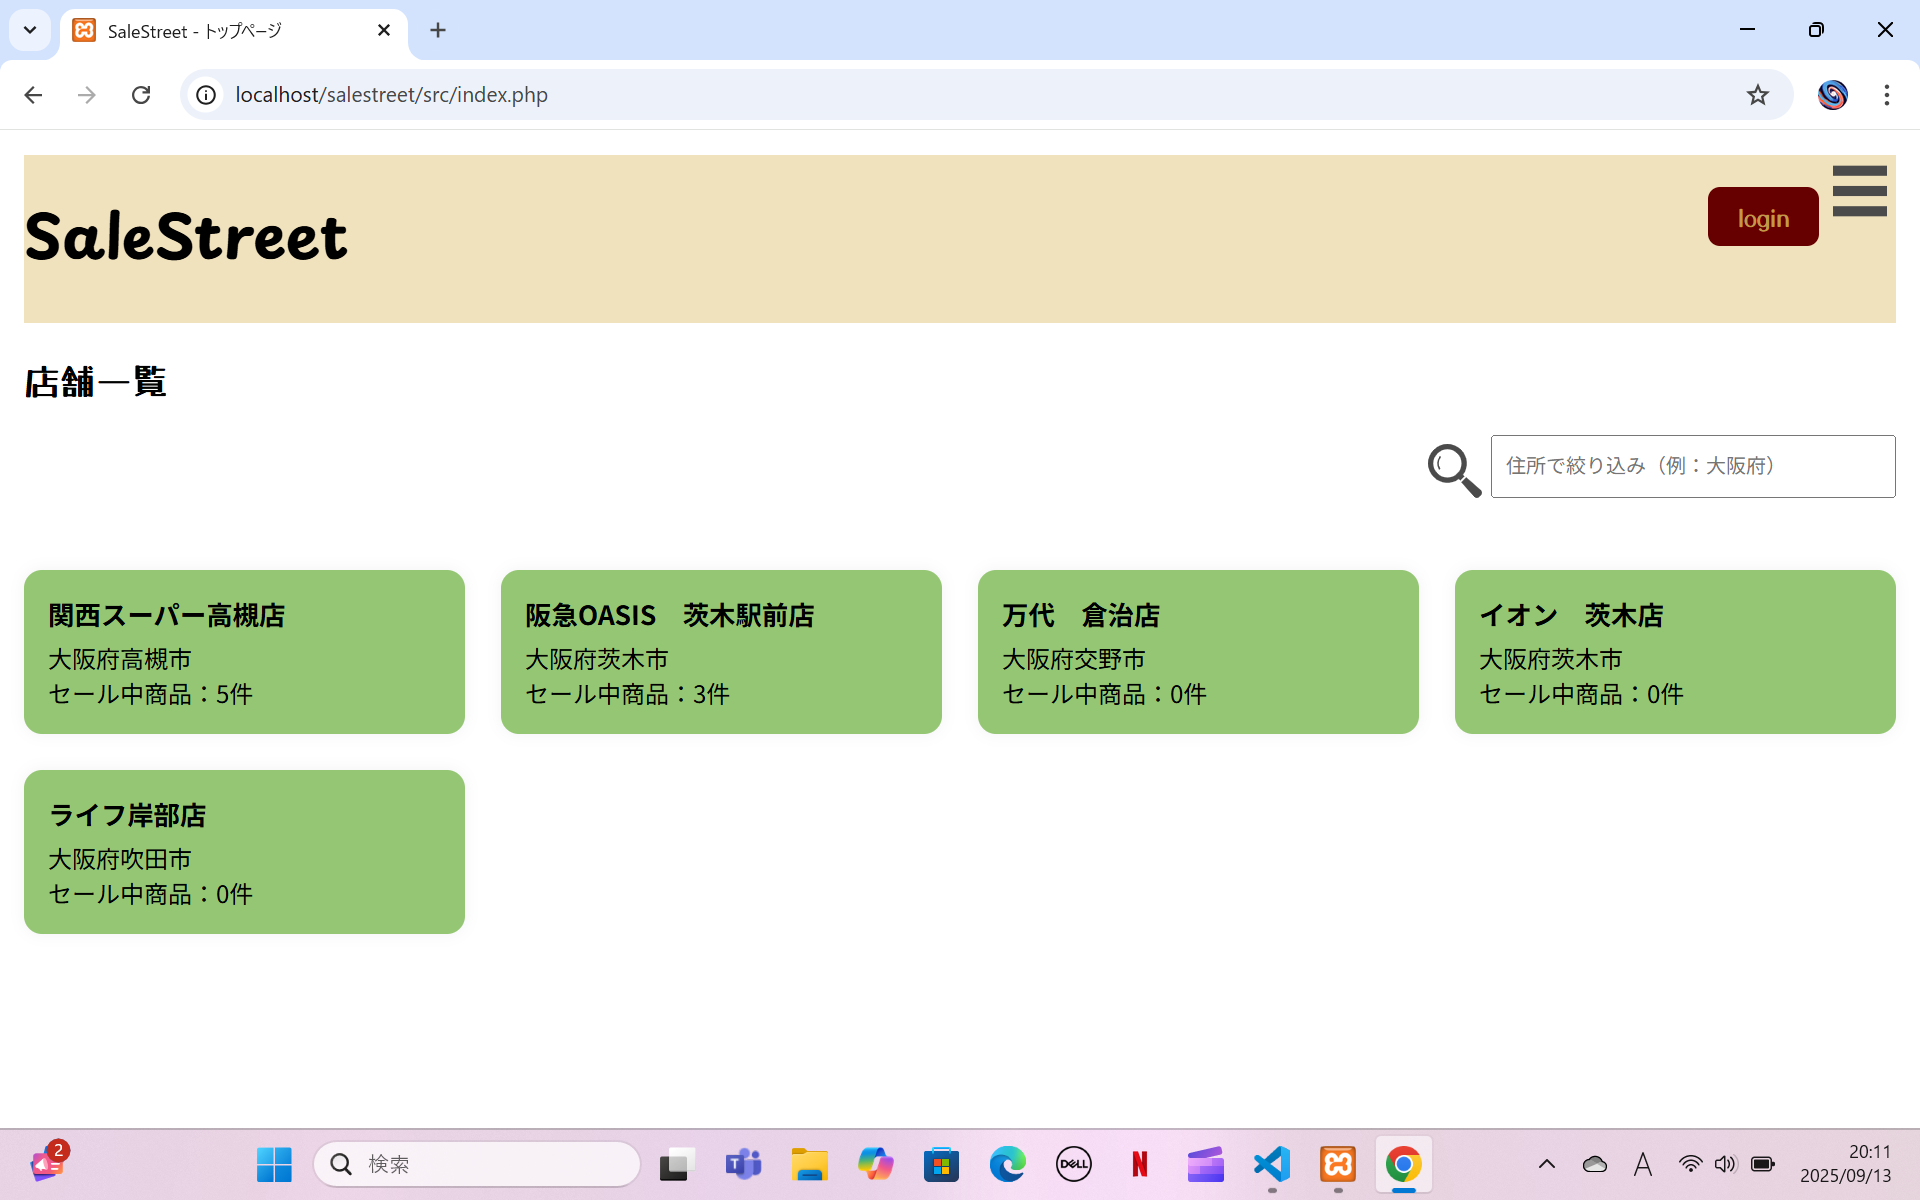 SaleStreet - トップページ
localhost/salestreet/src/index.php
SaleStreet
login
店舗一覧
住所で絞り込み（例：大阪府）
関西スーパー高槻店
大阪府高槻市
セール中商品：5件
阪急OASIS　茨木駅前店
大阪府茨木市
セール中商品：3件
万代　倉治店
大阪府交野市
セール中商品：0件
イオン　茨木店
大阪府茨木市
セール中商品：0件
ライフ岸部店
大阪府吹田市
セール中商品：0件
2
検索
DELL
N
A
20:11
2025/09/13